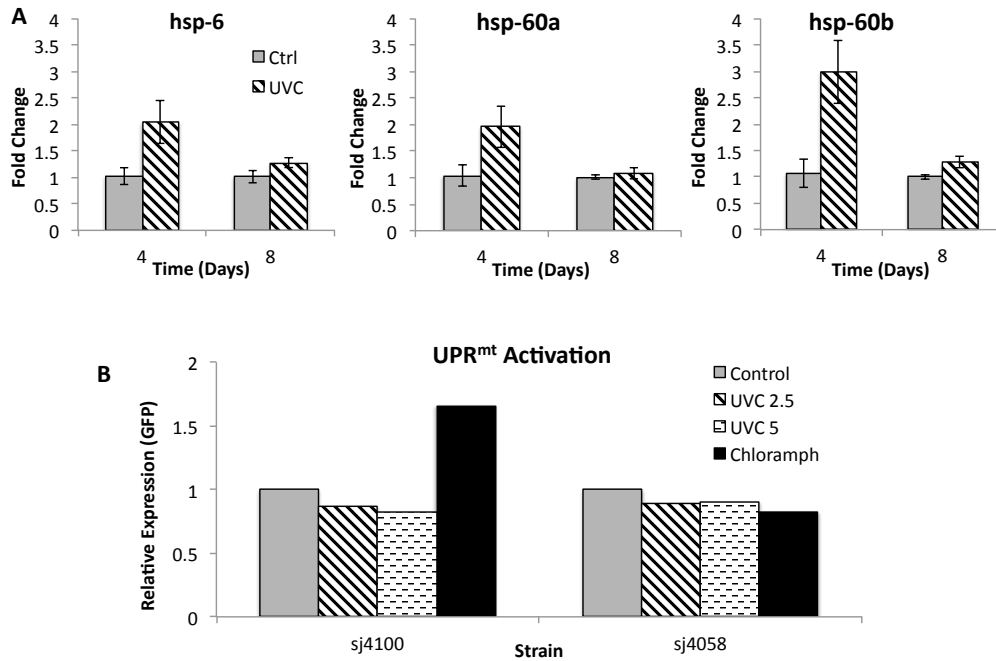 A
hsp-6
hsp-60a
hsp-60b
Ctrl
UVC
Fold Change
4
3.5
3
2.5
2
1.5
1
0.5
0
4
8
Time (Days)
Fold Change
4
3.5
3
2.5
2
1.5
1
0.5
0
4
8
Time (Days)
Fold Change
4
3.5
3
2.5
2
1.5
1
0.5
0
4
8
Time (Days)
B
UPRmt Activation
Control
UVC 2.5
UVC 5
Chloramph
Relative Expression (GFP)
2
1.5
1
0.5
0
sj4100
sj4058
Strain